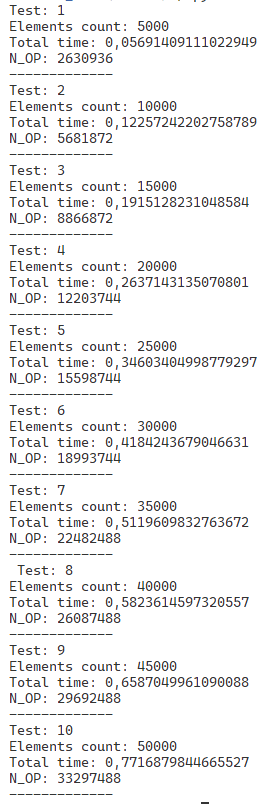 Test: 1
Elements count: 5000
Total time: 0,05691409111022949
N_OP: 2630936
-------------
Test: 2
Elements count: 10000
Total time: 0,12257242202758789
N_OP: 5681872
-------------
Test: 3
Elements count: 15000
Total time: 0,1915128231048584
N_OP: 8866872
-------------
Test: 4
Elements count: 20000
Total time: 0,2637143135070801
N_OP: 12203744
-------------
Test: 5
Elements count: 25000
Total time: 0,34603404998779297
N_OP: 15598744
-------------
Test: 6
Elements count: 30000
Total time: 0,4184243679046631
N_OP: 18993744
-------------
Test: 7
Elements count: 35000
Total time: 0,5119609832763672
N_OP: 22482488
-------------
Test: 8
Elements count: 40000
Total time: 0,5823614597320557
N_OP: 26087488
-------------
Test: 9
Elements count: 45000
Total time: 0,6587049961090088
N_OP: 29692488
-------------
Test: 10
Elements count: 50000
Total time: 0,7716879844665527
N_OP: 33297488
-------------